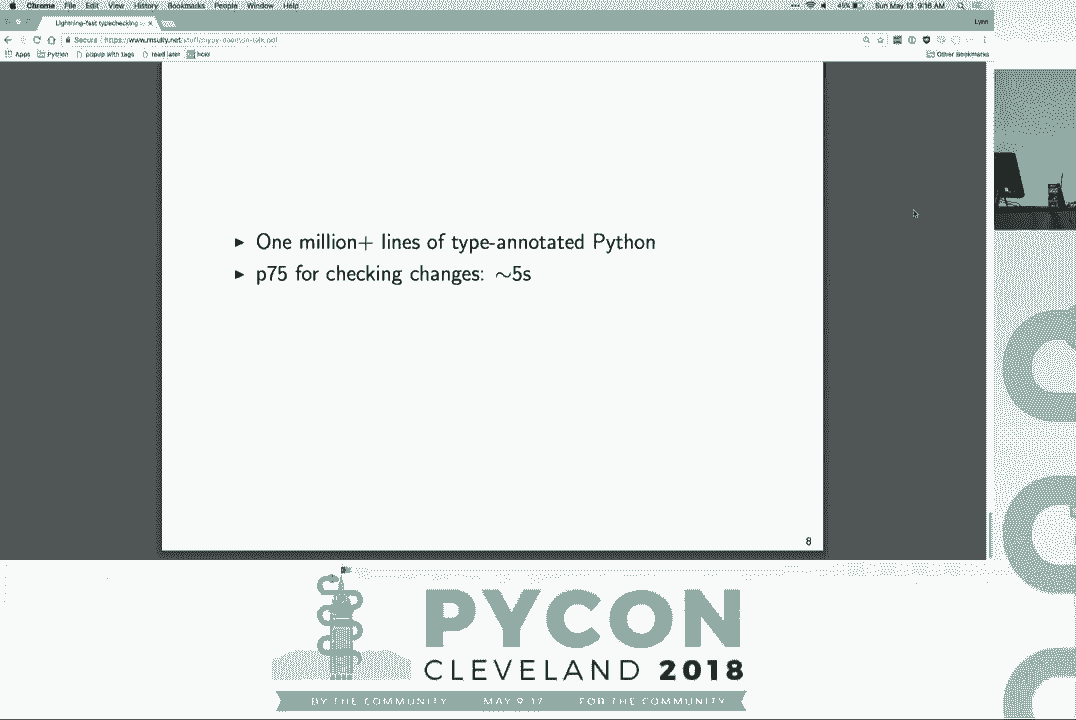 Chrome File Edit View History Bookmarks People Window Help
49% Sun May 13 9:16 AM
Lightning-fast typechecking
Lynn
Secure https://www.msully.net/stuff/
Apps Python popup with tags read later Other Bookmarks
► One million+ lines of type-annotated Python
► p75 for checking changes: ~5s
8
PYCON
CLEVELAND 2018
BY THE COMMUNITY MAY 9-17 FOR THE COMMUNITY